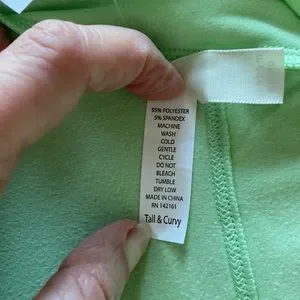 95% POLYESTER
5% SPANDEX
MACHINE
WASH
COLD
GENTLE
CYCLE
DO NOT
BLEACH
TUMBLE
DRY LOW
MADE IN CHINA
RN 142161
Tall & Curvy